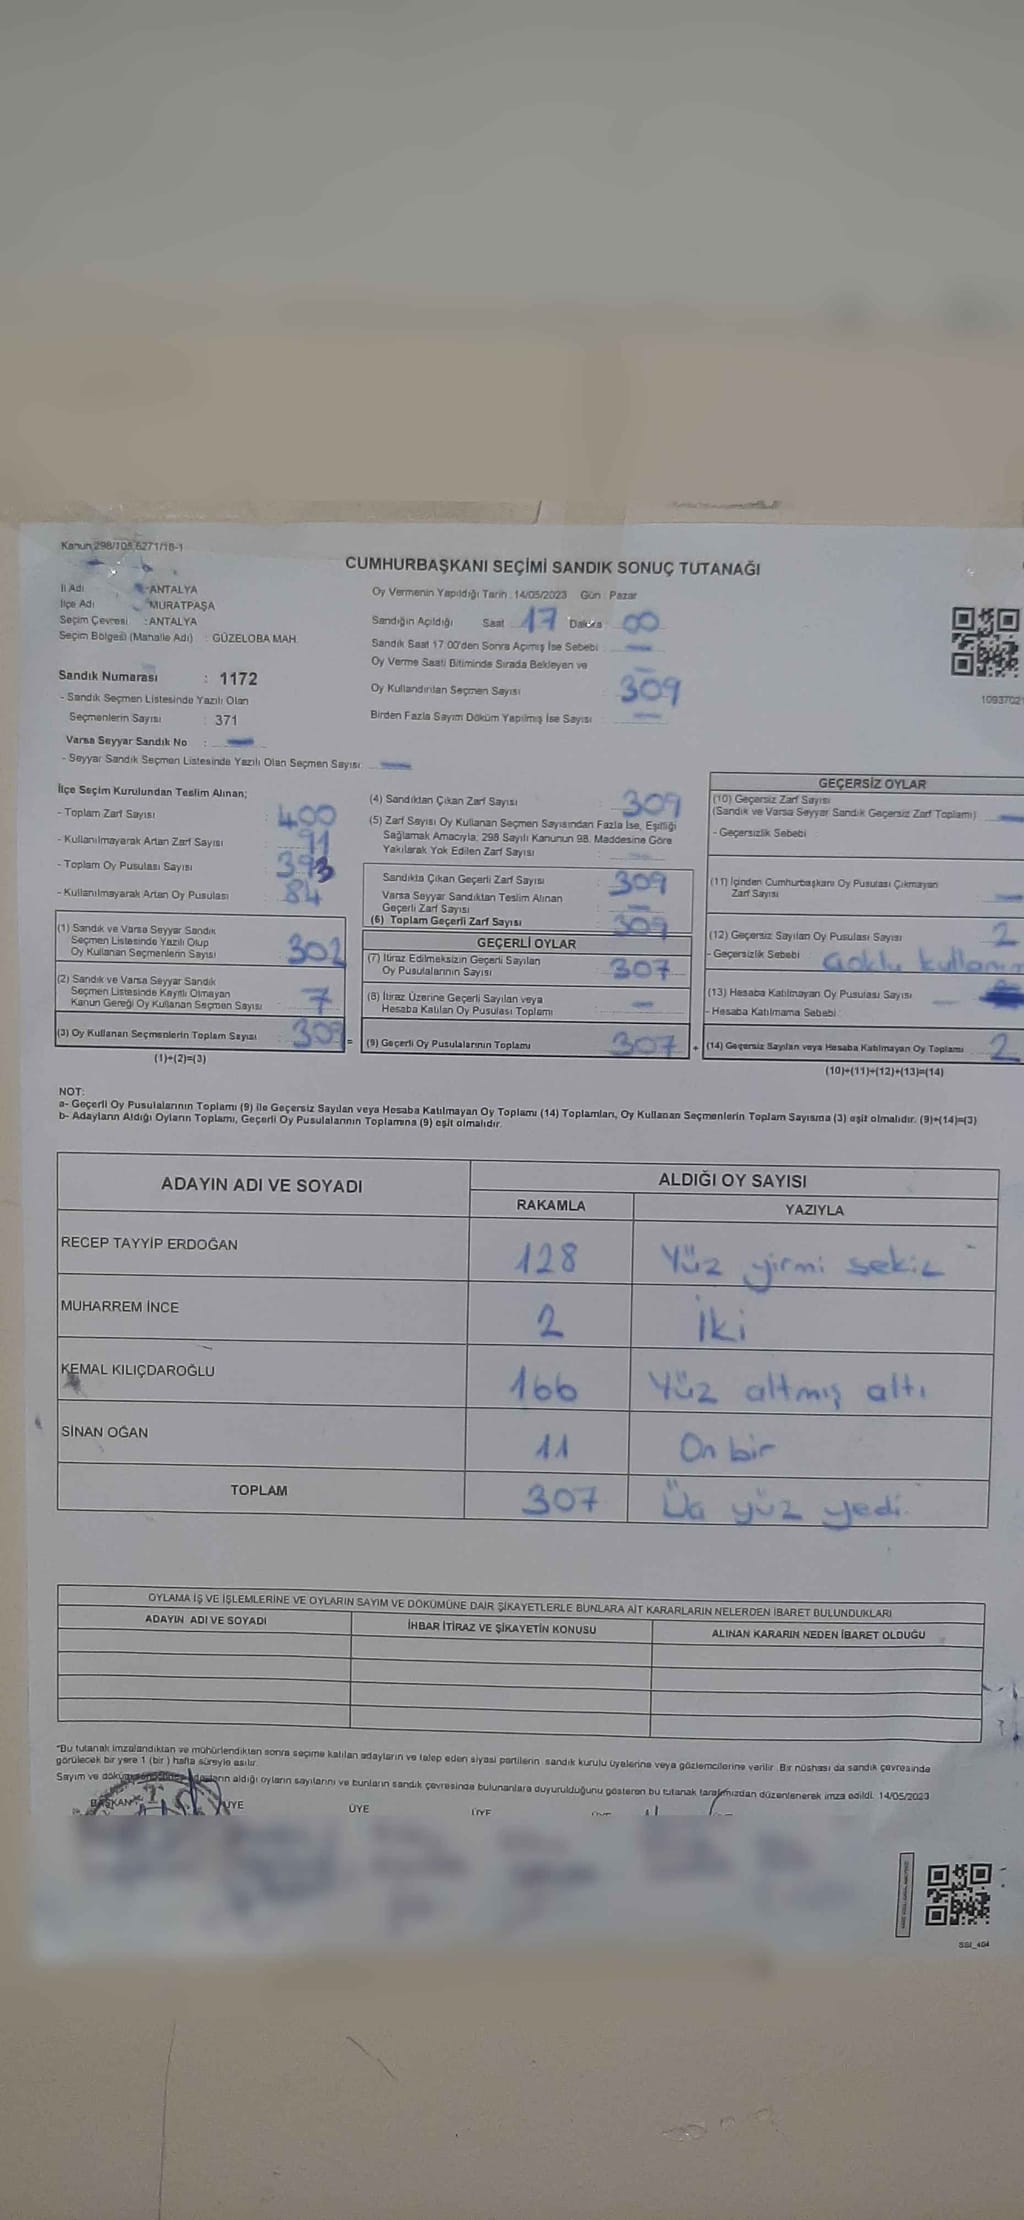 Kanun 298/105,6271/18-1
CUMHURBAŞKANI SEÇİMİ SANDIK SONUÇ TUTANAĞI
İl Adı : ANTALYA
İlçe Adı : MURATPAŞA
Seçim Çevresi : ANTALYA
Seçim Bölgesi (Mahalle Adı) : GÜZELOBA MAH.
Oy Vermenin Yapıldığı Tarih : 14/05/2023 Gün : Pazar
Sandığın Açıldığı Saat 17 Dakika 00
Sandık Saat 17:00'den Sonra Açımış İse Sebebi : —
Oy Verme Saati Bitiminde Sırada Bekleyen ve
Oy Kullandırılan Seçmen Sayısı : 309
Birden Fazla Sayım Döküm Yapılmış İse Sayısı : —
1093702
Sandık Numarası : 1172
- Sandık Seçmen Listesinde Yazılı Olan
Seçmenlerin Sayısı : 371
Varsa Seyyar Sandık No : —
- Seyyar Sandık Seçmen Listesinde Yazılı Olan Seçmen Sayısı: —
İlçe Seçim Kurulundan Teslim Alınan;
- Toplam Zarf Sayısı : 400
- Kullanılmayarak Artan Zarf Sayısı : 91
- Toplam Oy Pusulası Sayısı : 393
- Kullanılmayarak Artan Oy Pusulası : 84
(1) Sandık ve Varsa Seyyar Sandık
Seçmen Listesinde Yazılı Olup
Oy Kullanan Seçmenlerin Sayısı 302
(2) Sandık ve Varsa Seyyar Sandık
Seçmen Listesinde Kayıtlı Olmayan
Kanun Gereği Oy Kullanan Seçmen Sayısı 7
(3) Oy Kullanan Seçmenlerin Toplam Sayısı 309
(1)+(2)=(3)
(4) Sandıktan Çıkan Zarf Sayısı : 309
(5) Zarf Sayısı Oy Kullanan Seçmen Sayısından Fazla İse, Eşitliği
Sağlamak Amacıyla, 298 Sayılı Kanunun 98. Maddesine Göre
Yakılarak Yok Edilen Zarf Sayısı : —
Sandıkta Çıkan Geçerli Zarf Sayısı : 309
Varsa Seyyar Sandıktan Teslim Alınan
Geçerli Zarf Sayısı : —
(6) Toplam Geçerli Zarf Sayısı : 309
GEÇERLİ OYLAR
(7) İtiraz Edilmeksizin Geçerli Sayılan
Oy Pusulalarının Sayısı : 307
(8) İtiraz Üzerine Geçerli Sayılan veya
Hesaba Katılan Oy Pusulası Toplamı : —
= (9) Geçerli Oy Pusulalarının Toplamı 307
GEÇERSİZ OYLAR
(10) Geçersiz Zarf Sayısı
(Sandık ve Varsa Seyyar Sandık Geçersiz Zarf Toplamı) : —
- Geçersizlik Sebebi
(11) İçinden Cumhurbaşkanı Oy Pusulası Çıkmayan
Zarf Sayısı —
(12) Geçersiz Sayılan Oy Pusulası Sayısı 2
- Geçersizlik Sebebi : Çoklu
(13) Hesaba Katılmayan Oy Pusulası Sayısı : —
- Hesaba Katılmama Sebebi :
+ (14) Geçersiz Sayılan veya Hesaba Katılmayan Oy Toplamı 2
(10)+(11)+(12)+(13)=(14)
NOT:
a- Geçerli Oy Pusulalarının Toplamı (9) ile Geçersiz Sayılan veya Hesaba Katılmayan Oy Toplamı (14) Toplamları, Oy Kullanan Seçmenlerin Toplam Sayısına (3) eşit olmalıdır. (9)+(14)=(3)
b- Adayların Aldığı Oyların Toplamı, Geçerli Oy Pusulalarının Toplamına (9) eşit olmalıdır.
ADAYIN ADI VE SOYADI ALDIĞI OY SAYISI
RAKAMLA YAZIYLA
RECEP TAYYİP ERDOĞAN 128 Yüz yirmi sekiz
MUHARREM İNCE 2 İki
KEMAL KILIÇDAROĞLU 166 Yüz altmış altı
SİNAN OĞAN 11 On bir
TOPLAM 307 Üç yüz yedi.
OYLAMA İŞ VE İŞLEMLERİNE VE OYLARIN SAYIM VE DÖKÜMÜNE DAİR ŞİKAYETLERLE BUNLARA AİT KARARLARIN NELERDEN İBARET BULUNDUKLARI
ADAYIN ADI VE SOYADI İHBAR İTİRAZ VE ŞİKAYETİN KONUSU ALINAN KARARIN NEDEN İBARET OLDUĞU
*Bu tutanak imzalandıktan ve mühürlendikten sonra seçime katılan adayların ve talep eden siyasi partilerin sandık kurulu üyelerine veya gözlemcilerine verilir. Bir nüshası da sandık çevresinde
görülecek bir yere 1 (bir) hafta süreyle asılır.
Sayım ve aldığı oyların sayılarını ve bunların sandık çevresinde bulunanlara duyurulduğunu gösteren bu tutanak tarafımızdan düzenlenerek imza edildi. 14/05/2023
BAŞKAN ÜYE ÜYE ÜYE
SSI_404